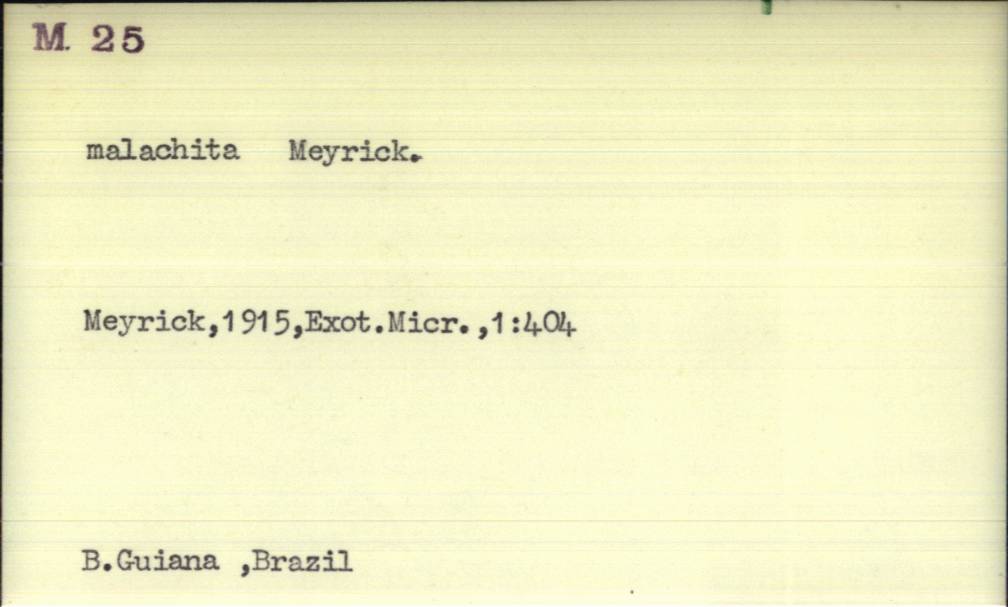 M. 25
malachita Meyrick.
Meyrick,1915,Exot.Micr.,1:404
B.Guiana ,Brazil